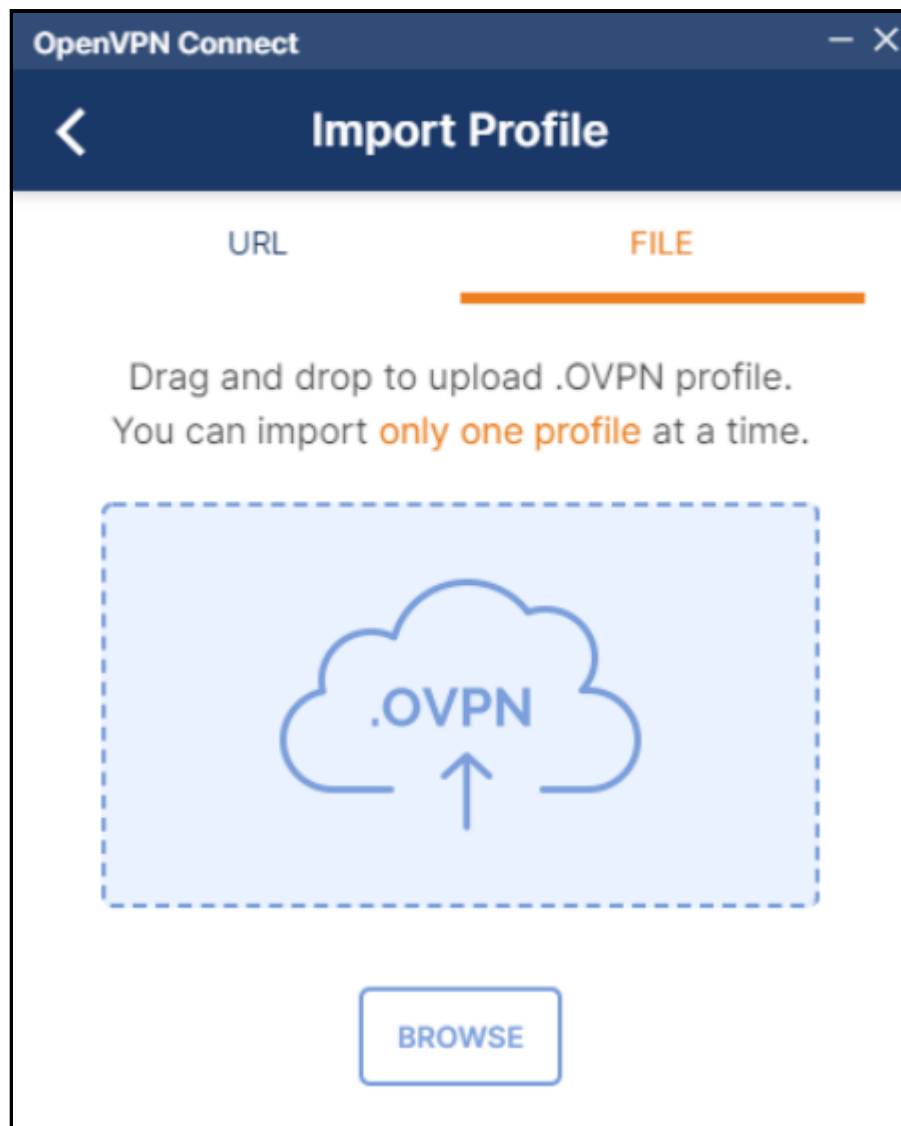 OpenVPN Connect
Import Profile
URL
FILE
Drag and drop to upload .OVPN profile.
You can import only one profile at a time.
.OVPN
BROWSE